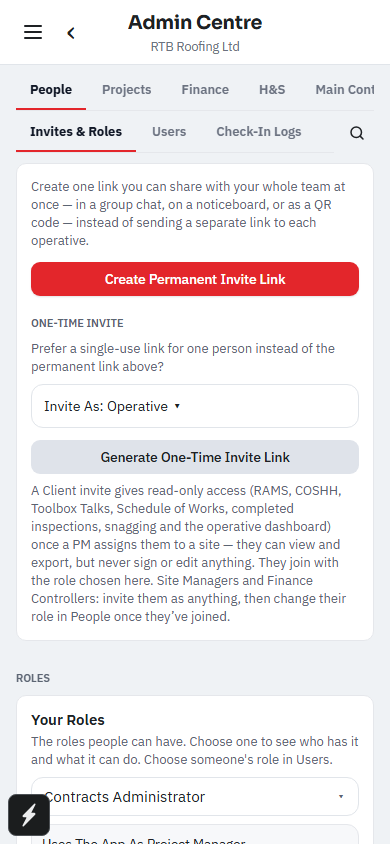 Admin Centre
RTB Roofing Ltd
People Projects Finance H&S Main Cont
Invites & Roles Users Check-In Logs
Create one link you can share with your whole team at
once — in a group chat, on a noticeboard, or as a QR
code — instead of sending a separate link to each
operative.
Create Permanent Invite Link
ONE-TIME INVITE
Prefer a single-use link for one person instead of the
permanent link above?
Invite As: Operative
Generate One-Time Invite Link
A Client invite gives read-only access (RAMS, COSHH,
Toolbox Talks, Schedule of Works, completed
inspections, snagging and the operative dashboard)
once a PM assigns them to a site — they can view and
export, but never sign or edit anything. They join with
the role chosen here. Site Managers and Finance
Controllers: invite them as anything, then change their
role in People once they’ve joined.
ROLES
Your Roles
The roles people can have. Choose one to see who has it
and what it can do. Choose someone's role in Users.
Contracts Administrator
Uses The App As Project Manager